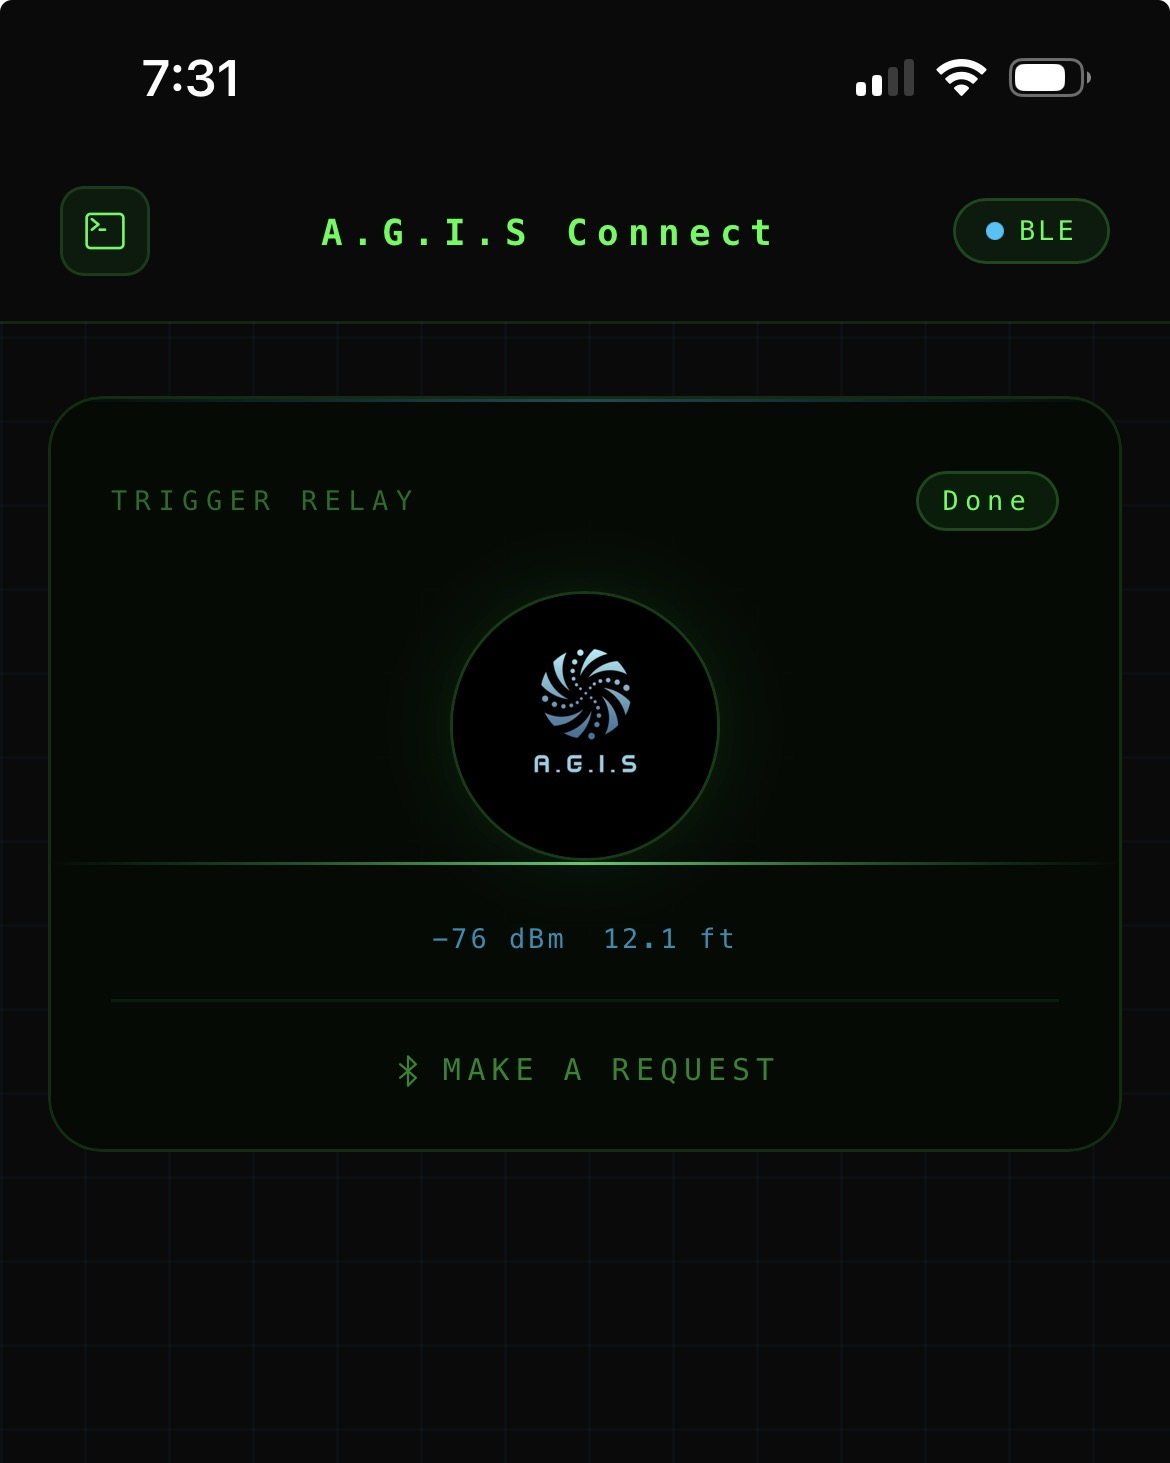 7:31
A.G.I.S Connect
BLE
TRIGGER RELAY
Done
A.G.I.S
−76 dBm 12.1 ft
MAKE A REQUEST